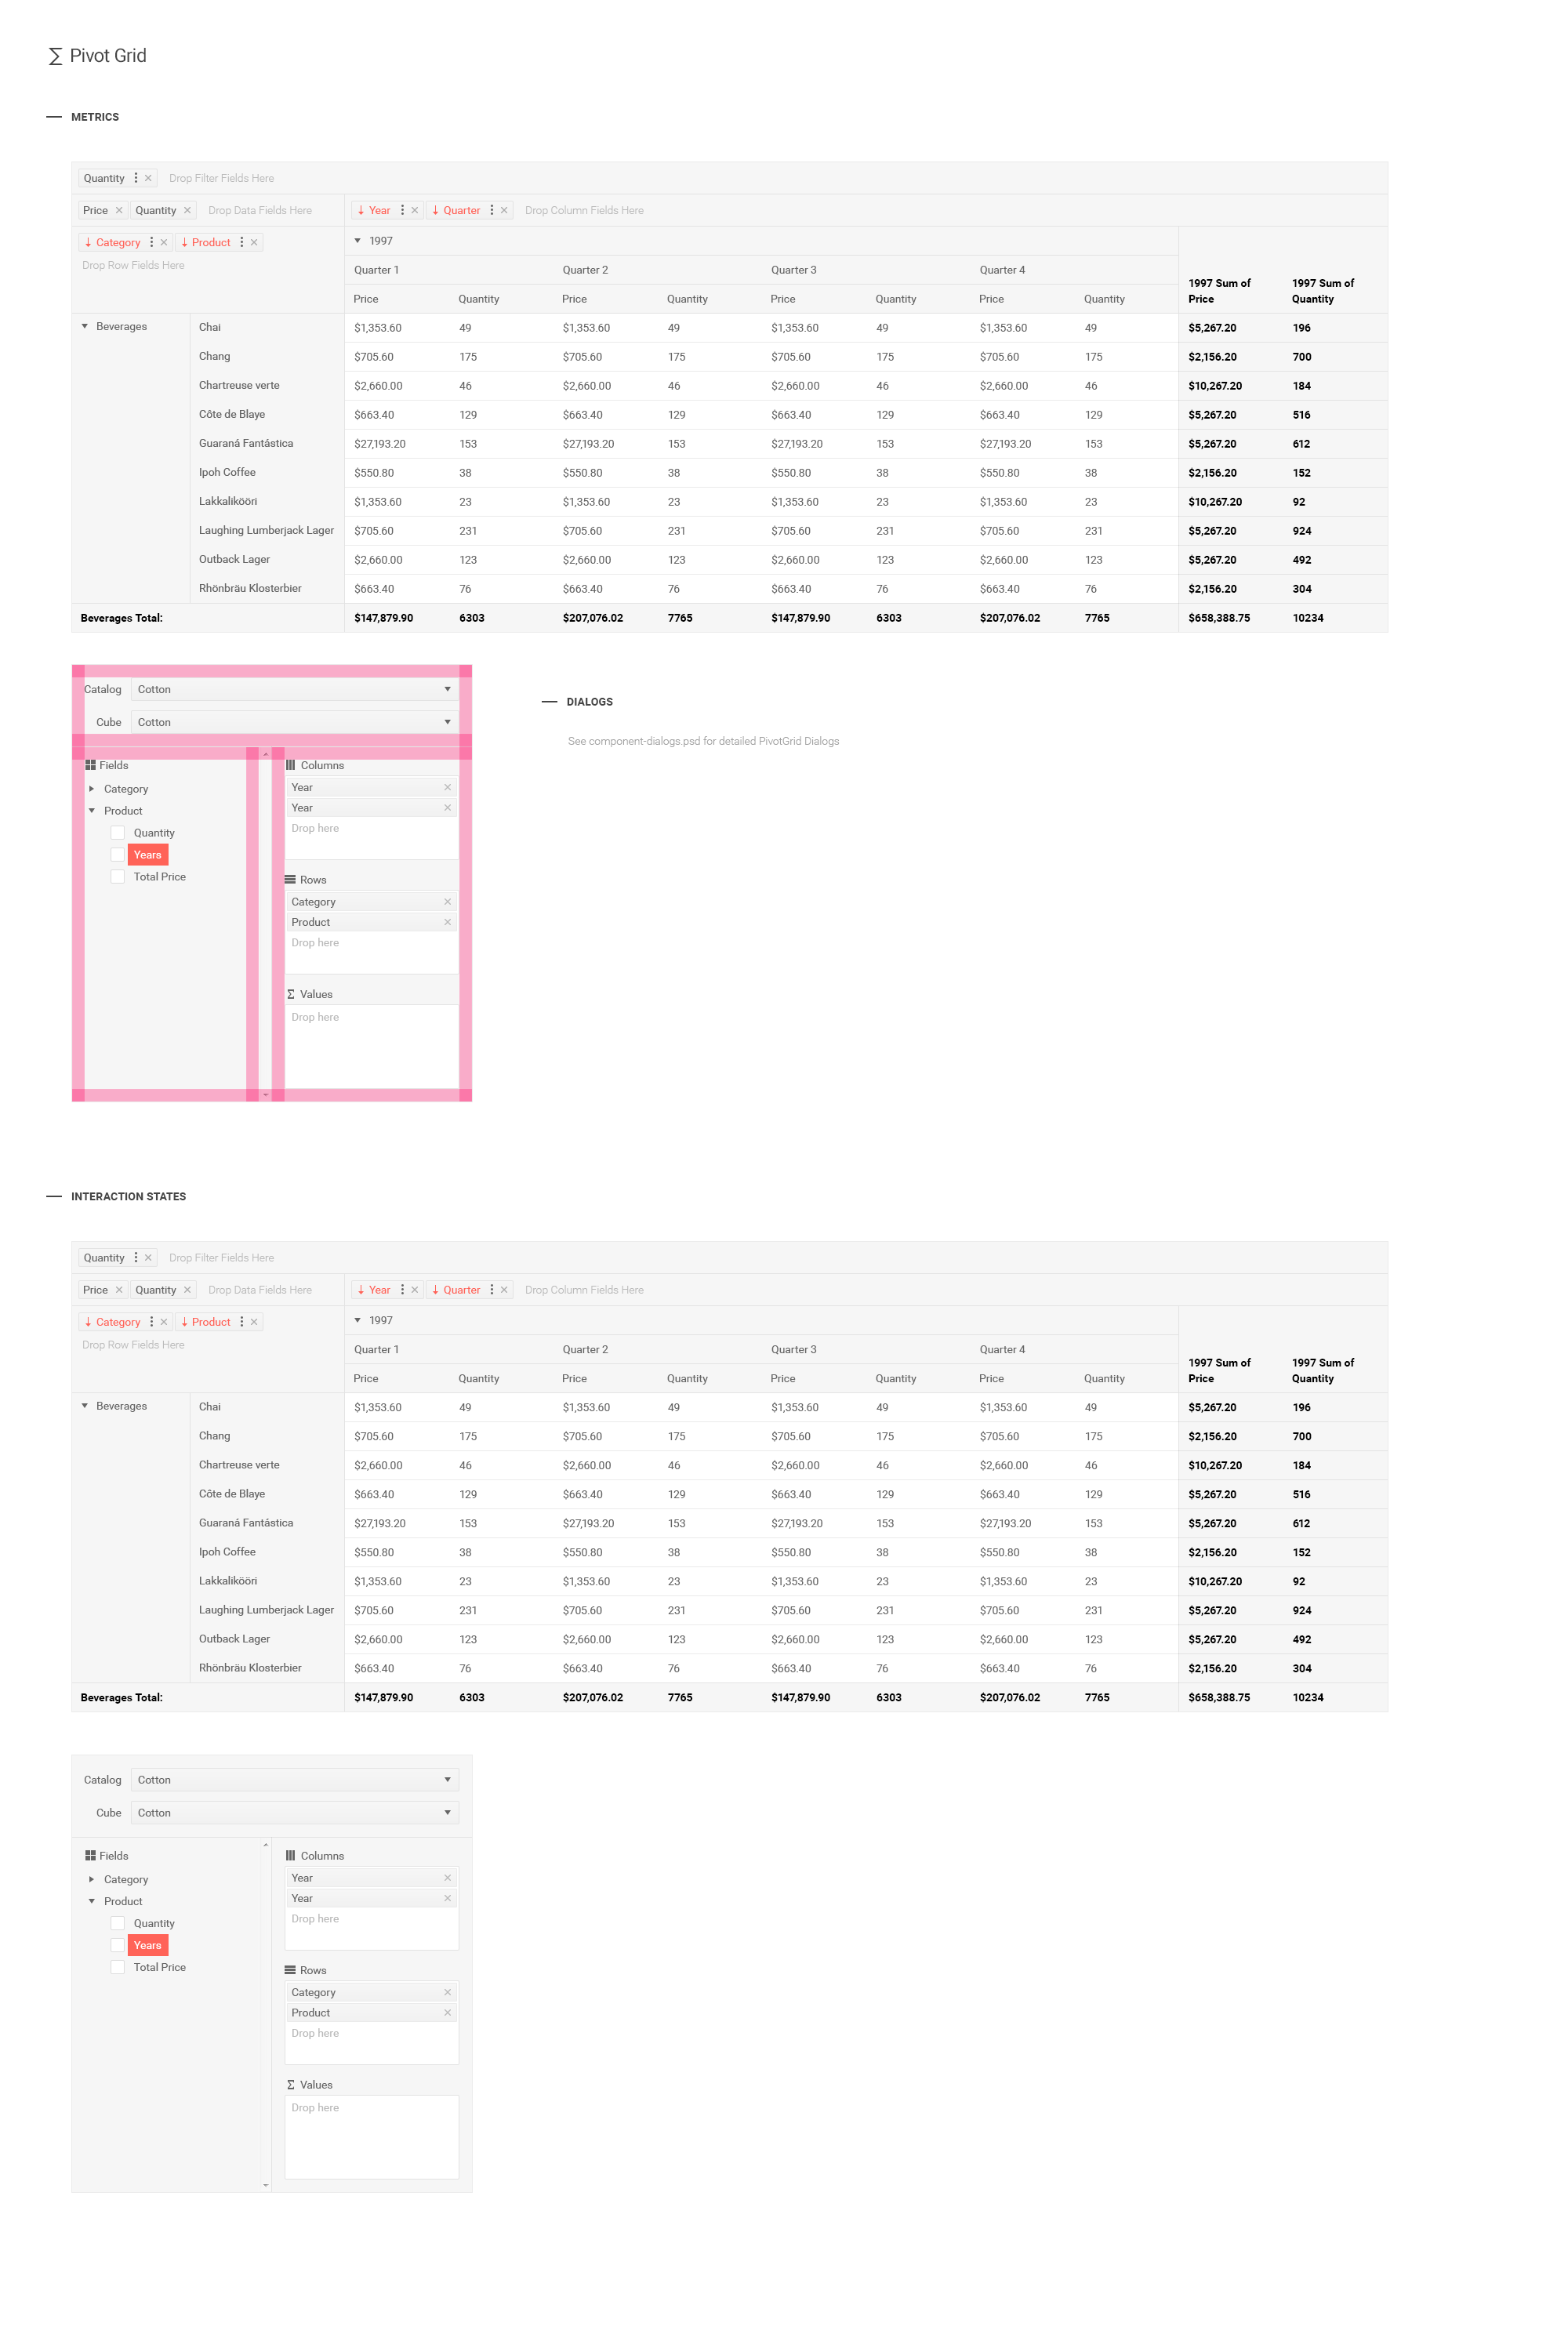 Pivot Grid
METRICS
Quantity Drop Filter Fields Here
Price Quantity Drop Data Fields Here Year Quarter Drop Column Fields Here
Category Product 1997
Drop Row Fields Here
Quarter 1 Quarter 2 Quarter 3 Quarter 4
1997 Sum of 1997 Sum of
Price Quantity Price Quantity Price Quantity Price Quantity Price Quantity
Beverages Chai $1,353.60 49 $1,353.60 49 $1,353.60 49 $1,353.60 49 $5,267.20 196
Chang $705.60 175 $705.60 175 $705.60 175 $705.60 175 $2,156.20 700
Chartreuse verte $2,660.00 46 $2,660.00 46 $2,660.00 46 $2,660.00 46 $10,267.20 184
Côte de Blaye $663.40 129 $663.40 129 $663.40 129 $663.40 129 $5,267.20 516
Guaraná Fantástica $27,193.20 153 $27,193.20 153 $27,193.20 153 $27,193.20 153 $5,267.20 612
Ipoh Coffee $550.80 38 $550.80 38 $550.80 38 $550.80 38 $2,156.20 152
Lakkalikööri $1,353.60 23 $1,353.60 23 $1,353.60 23 $1,353.60 23 $10,267.20 92
Laughing Lumberjack Lager $705.60 231 $705.60 231 $705.60 231 $705.60 231 $5,267.20 924
Outback Lager $2,660.00 123 $2,660.00 123 $2,660.00 123 $2,660.00 123 $5,267.20 492
Rhönbräu Klosterbier $663.40 76 $663.40 76 $663.40 76 $663.40 76 $2,156.20 304
Beverages Total: $147,879.90 6303 $207,076.02 7765 $147,879.90 6303 $207,076.02 7765 $658,388.75 10234
Catalog Cotton
Cube Cotton
Fields
Category
Product
Quantity
Years
Total Price
Columns
Year
Year
Drop here
Rows
Category
Product
Drop here
Values
Drop here
DIALOGS
See component-dialogs.psd for detailed PivotGrid Dialogs
INTERACTION STATES
Quantity Drop Filter Fields Here
Price Quantity Drop Data Fields Here Year Quarter Drop Column Fields Here
Category Product 1997
Drop Row Fields Here
Quarter 1 Quarter 2 Quarter 3 Quarter 4
1997 Sum of 1997 Sum of
Price Quantity Price Quantity Price Quantity Price Quantity Price Quantity
Beverages Chai $1,353.60 49 $1,353.60 49 $1,353.60 49 $1,353.60 49 $5,267.20 196
Chang $705.60 175 $705.60 175 $705.60 175 $705.60 175 $2,156.20 700
Chartreuse verte $2,660.00 46 $2,660.00 46 $2,660.00 46 $2,660.00 46 $10,267.20 184
Côte de Blaye $663.40 129 $663.40 129 $663.40 129 $663.40 129 $5,267.20 516
Guaraná Fantástica $27,193.20 153 $27,193.20 153 $27,193.20 153 $27,193.20 153 $5,267.20 612
Ipoh Coffee $550.80 38 $550.80 38 $550.80 38 $550.80 38 $2,156.20 152
Lakkalikööri $1,353.60 23 $1,353.60 23 $1,353.60 23 $1,353.60 23 $10,267.20 92
Laughing Lumberjack Lager $705.60 231 $705.60 231 $705.60 231 $705.60 231 $5,267.20 924
Outback Lager $2,660.00 123 $2,660.00 123 $2,660.00 123 $2,660.00 123 $5,267.20 492
Rhönbräu Klosterbier $663.40 76 $663.40 76 $663.40 76 $663.40 76 $2,156.20 304
Beverages Total: $147,879.90 6303 $207,076.02 7765 $147,879.90 6303 $207,076.02 7765 $658,388.75 10234
Catalog Cotton
Cube Cotton
Fields
Category
Product
Quantity
Years
Total Price
Columns
Year
Year
Drop here
Rows
Category
Product
Drop here
Values
Drop here